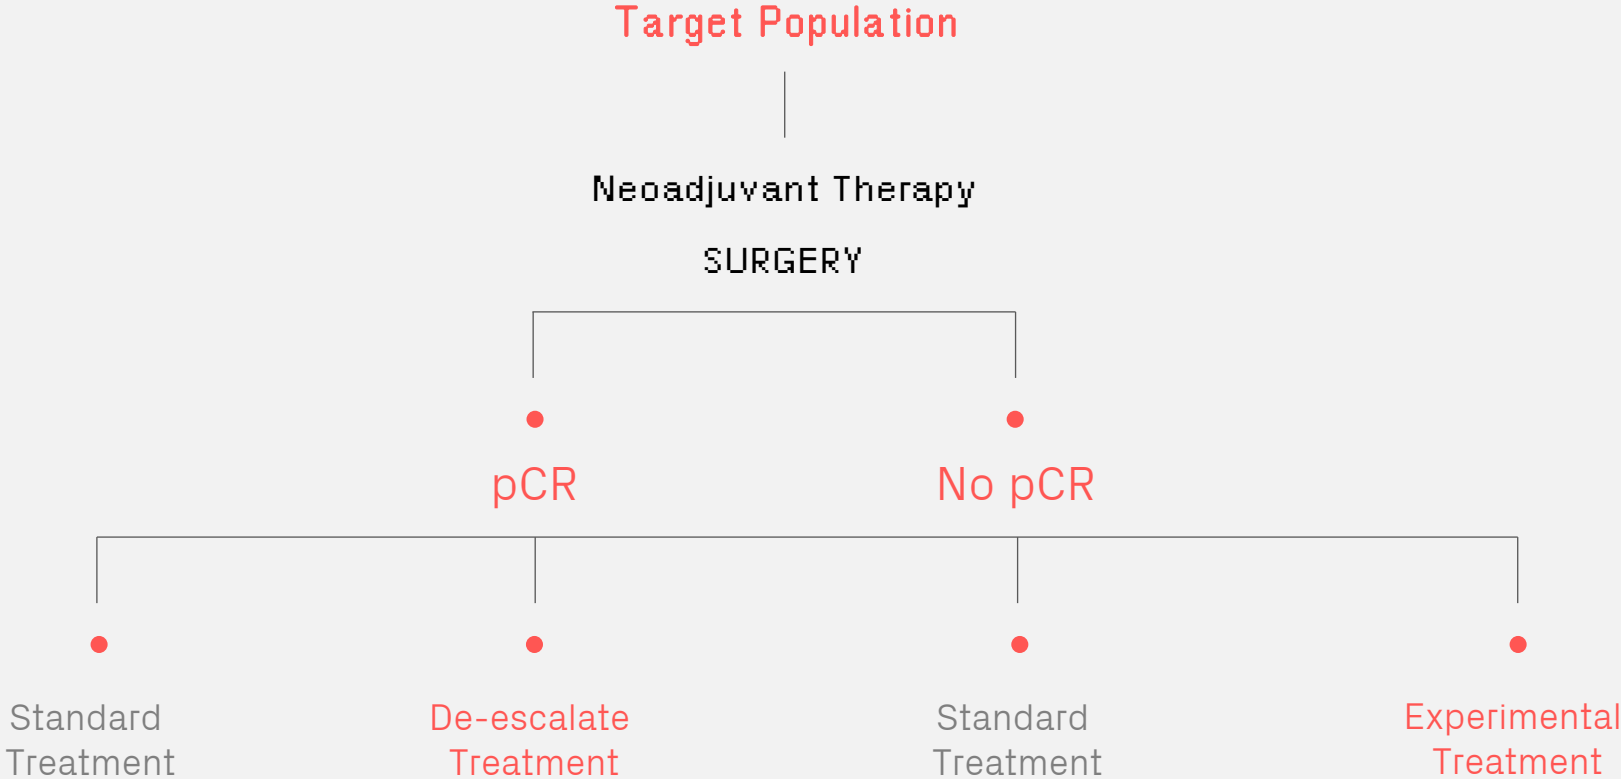 Target Population
Neoadjuvant Therapy
SURGERY
pCR
No pCR
Standard
Treatment
De-escalate
Treatment
Standard
Treatment
Experimental
Treatment